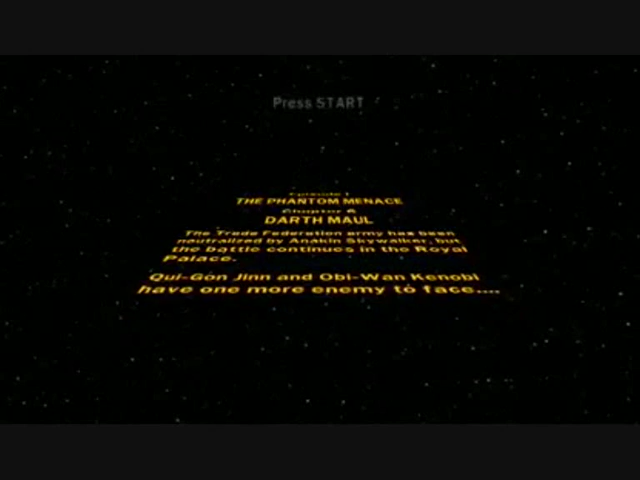 Press START
Episode I
THE PHANTOM MENACE
Chapter 6
DARTH MAUL
The Trade Federation army has been
neutralized by Anakin Skywalker, but
the battle continues in the Royal
Palace.
Qui-Gon Jinn and Obi-Wan Kenobi
have one more enemy to face....